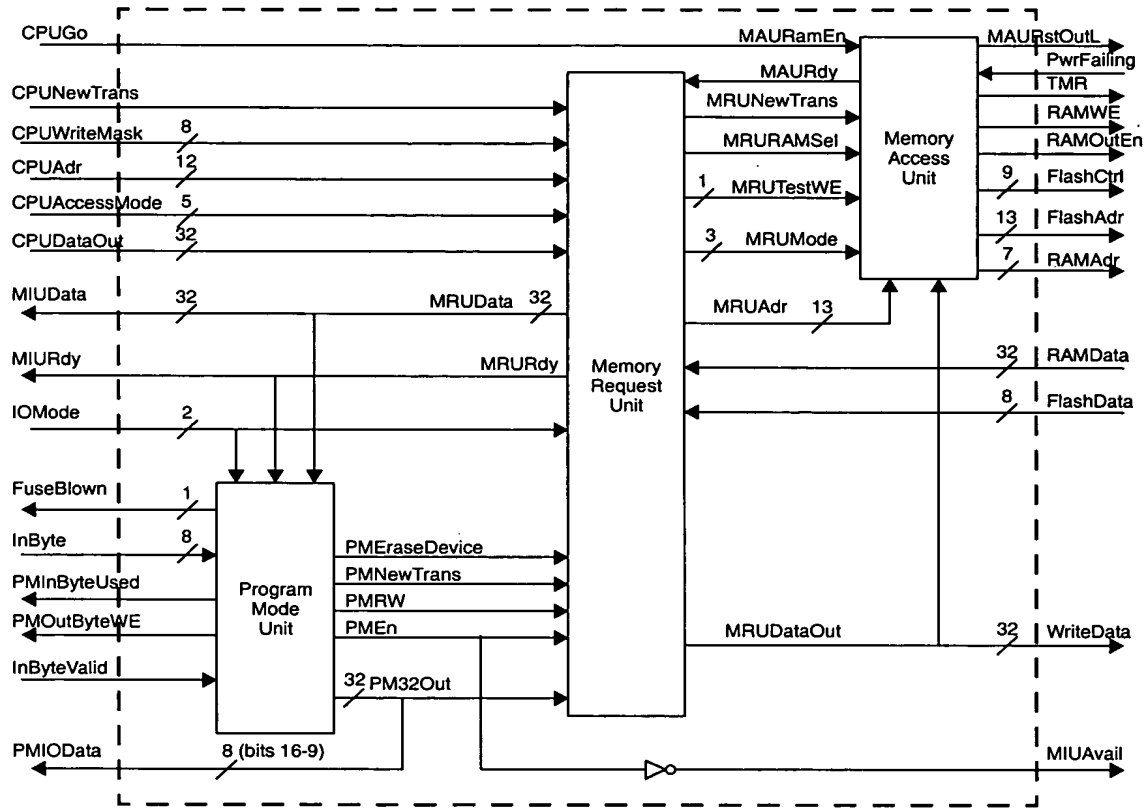 CPUGo
MAURamEn
MAURstOutL
PwrFailing
MAURdy
TMR
CPUNewTrans
MRUNewTrans
RAMWE
CPUWriteMask
8
MRURAMSel
Memory
Access
Unit
RAMOutEn
CPUAdr
12
1
MRUTestWE
9
FlashCtrl
CPUAccessMode
5
3
MRUMode
13
FlashAdr
CPUDataOut
32
7
RAMAdr
MIUData
32
MRUData
32
MRUAdr
13
MIURdy
MRURdy
Memory
Request
Unit
32
RAMData
IOMode
2
8
FlashData
FuseBlown
1
InByte
8
PMEraseDevice
PMInByteUsed
Program
Mode
Unit
PMNewTrans
PMRW
PMOutByteWE
PMEn
MRUDataOut
32
WriteData
InByteValid
32
PM32Out
PMIOData
8 (bits 16-9)
MIUAvail